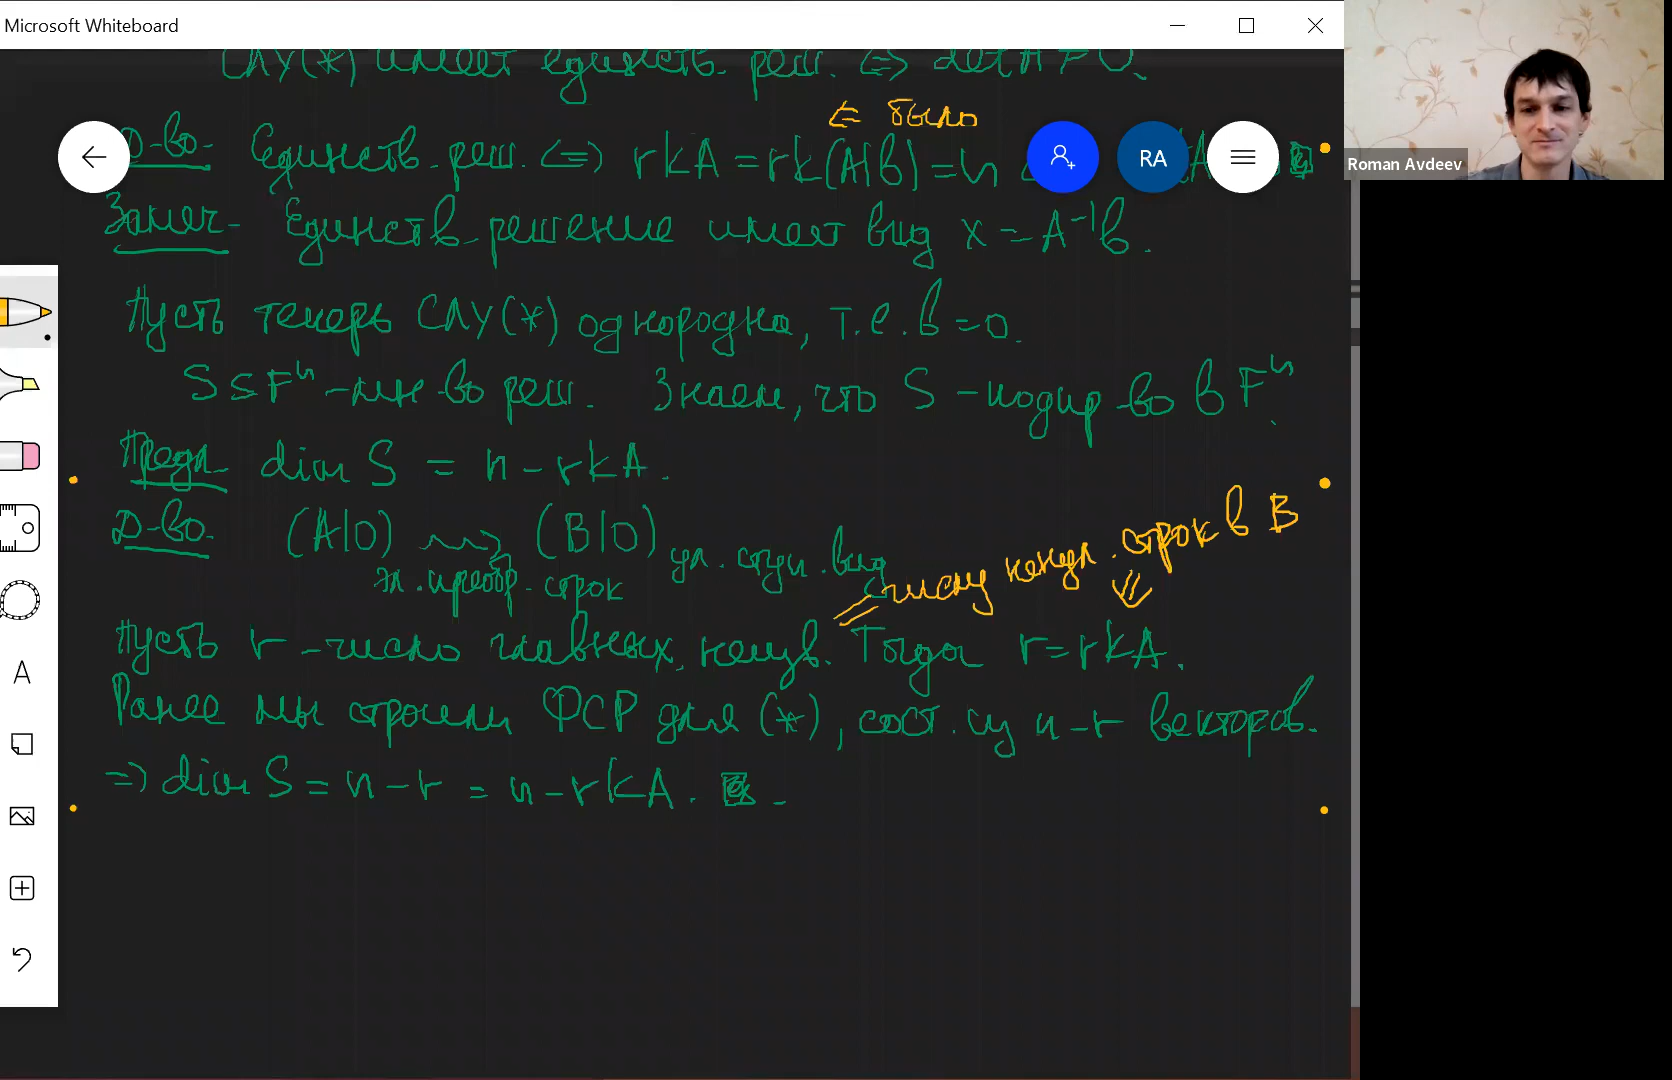 Microsoft Whiteboard
СЛУ(*) имеет единств. реш. <=> det A ≠ 0.
<= было
Д-во. Единств. реш. <=> rk A = rk(A|b) = n
RA
Roman Avdeev
Замеч. Единств. решение имеет вид x = A⁻¹b.
Пусть теперь СЛУ(*) однородна, т.е. b = 0.
S ⊆ Fⁿ - мн-во реш. Знаем, что S - подпр-во в Fⁿ.
Предл. dim S = n - rk A.
Д-во. (A|0) ⇝ (B|0) ул. ступ. вид
эл. преобр. строк
= числу ненул. строк в B
⇓
Пусть r - число главных неизв. Тогда r = rk A.
Ранее мы строили ФСР для (*), сост. из n - r векторов.
=> dim S = n - r = n - rk A.
A